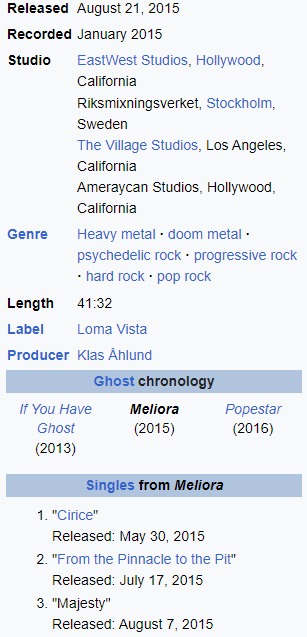 Released August 21, 2015
Recorded January 2015
Studio EastWest Studios, Hollywood,
California
Riksmixningsverket, Stockholm,
Sweden
The Village Studios, Los Angeles,
California
Ameraycan Studios, Hollywood,
California
Genre Heavy metal · doom metal ·
psychedelic rock · progressive rock
· hard rock · pop rock
Length 41:32
Label Loma Vista
Producer Klas Åhlund
Ghost chronology
If You Have Meliora Popestar
Ghost (2015) (2016)
(2013)
Singles from Meliora
1. "Cirice"
Released: May 30, 2015
2. "From the Pinnacle to the Pit"
Released: July 17, 2015
3. "Majesty"
Released: August 7, 2015